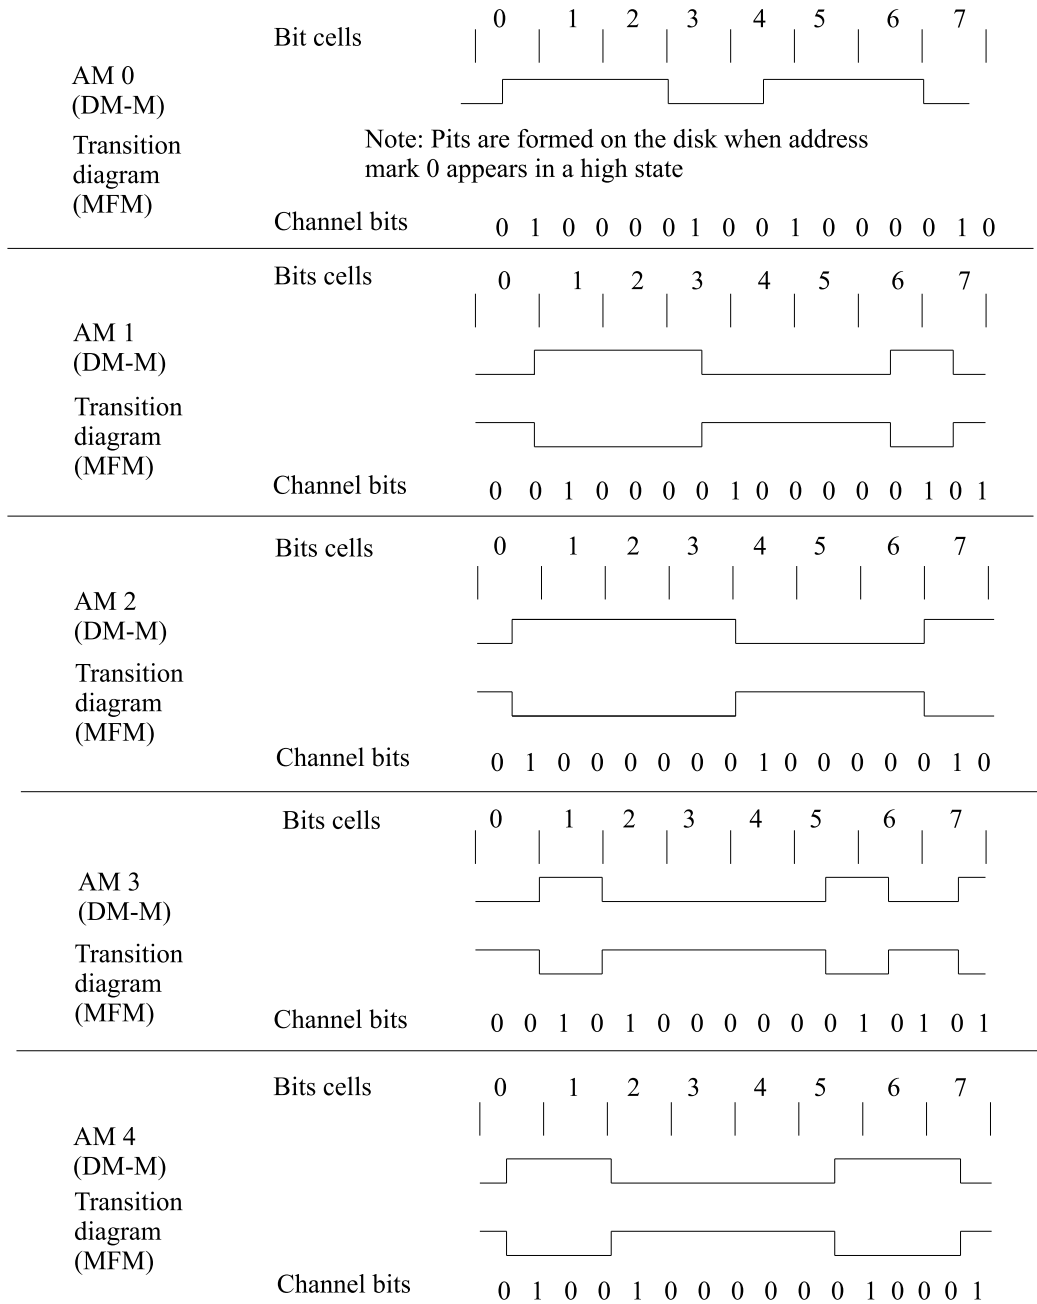 Bit cells 0 1 2 3 4 5 6 7
AM 0
(DM-M)
Note: Pits are formed on the disk when address
mark 0 appears in a high state
Transition
diagram
(MFM)
Channel bits 0 1 0 0 0 0 1 0 0 1 0 0 0 0 1 0
Bits cells 0 1 2 3 4 5 6 7
AM 1
(DM-M)
Transition
diagram
(MFM)
Channel bits 0 0 1 0 0 0 0 1 0 0 0 0 0 1 0 1
Bits cells 0 1 2 3 4 5 6 7
AM 2
(DM-M)
Transition
diagram
(MFM)
Channel bits 0 1 0 0 0 0 0 0 1 0 0 0 0 0 1 0
Bits cells 0 1 2 3 4 5 6 7
AM 3
(DM-M)
Transition
diagram
(MFM)
Channel bits 0 0 1 0 1 0 0 0 0 0 0 1 0 1 0 1
Bits cells 0 1 2 3 4 5 6 7
AM 4
(DM-M)
Transition
diagram
(MFM)
Channel bits 0 1 0 0 1 0 0 0 0 0 0 1 0 0 0 1